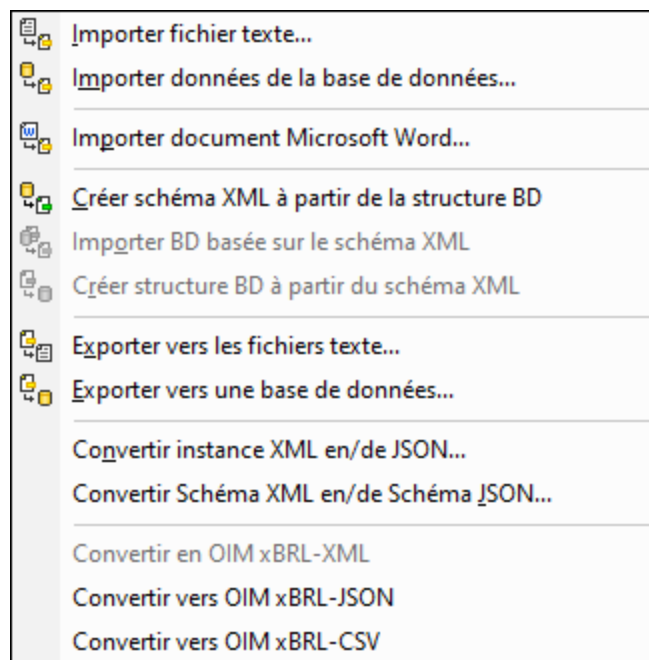 Importer fichier texte...
Importer données de la base de données...
Importer document Microsoft Word...
Créer schéma XML à partir de la structure BD
Importer BD basée sur le schéma XML
Créer structure BD à partir du schéma XML
Exporter vers les fichiers texte...
Exporter vers une base de données...
Convertir instance XML en/de JSON...
Convertir Schéma XML en/de Schéma JSON...
Convertir en OIM xBRL-XML
Convertir vers OIM xBRL-JSON
Convertir vers OIM xBRL-CSV